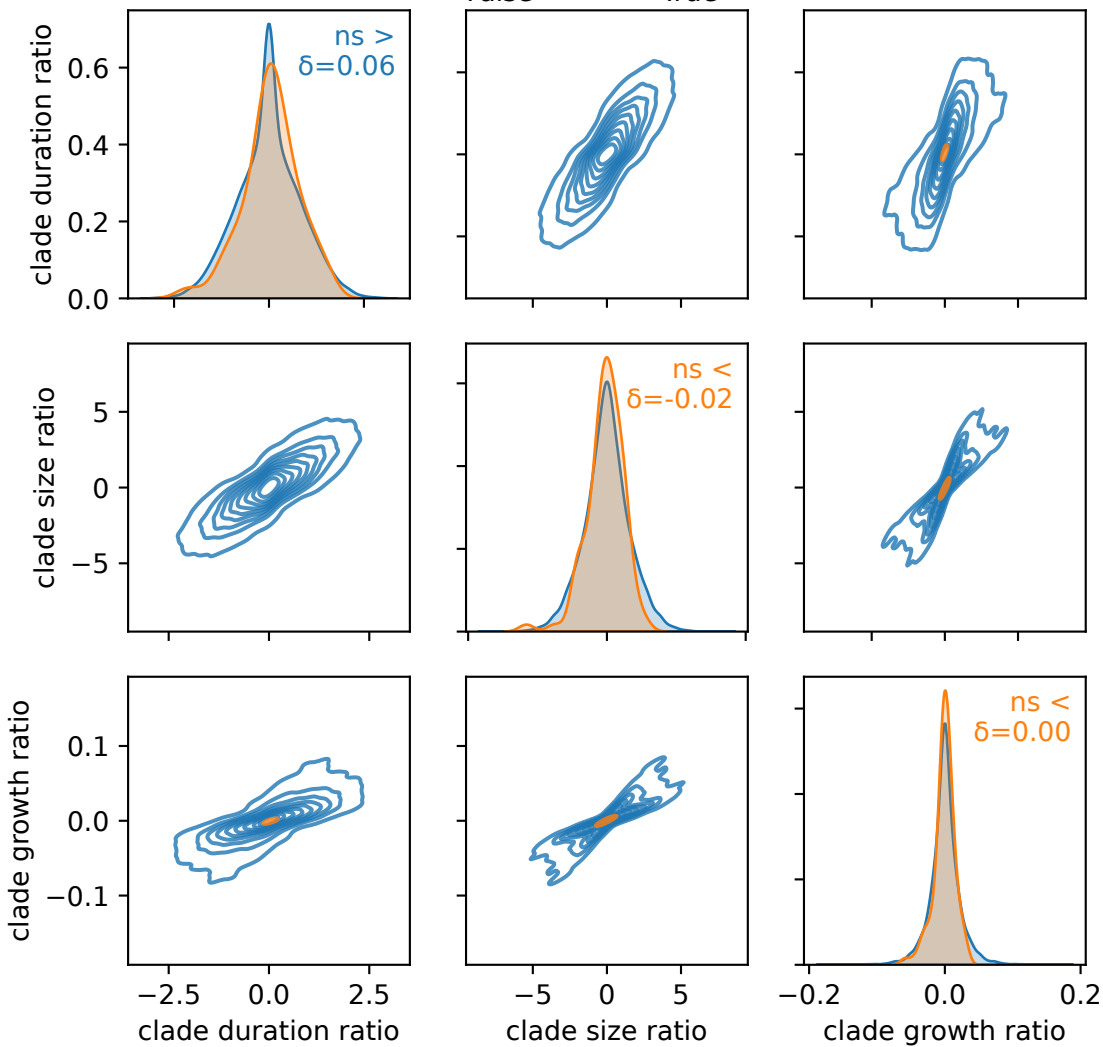 True
clade duration ratio
0.6
0.4
0.2
0.0
ns >
δ=0.06
clade size ratio
5
0
−5
ns <
δ=-0.02
clade growth ratio
0.1
0.0
−0.1
ns <
δ=0.00
−2.5 0.0 2.5
−5 0 5
−0.2 0.0 0.2
clade duration ratio
clade size ratio
clade growth ratio